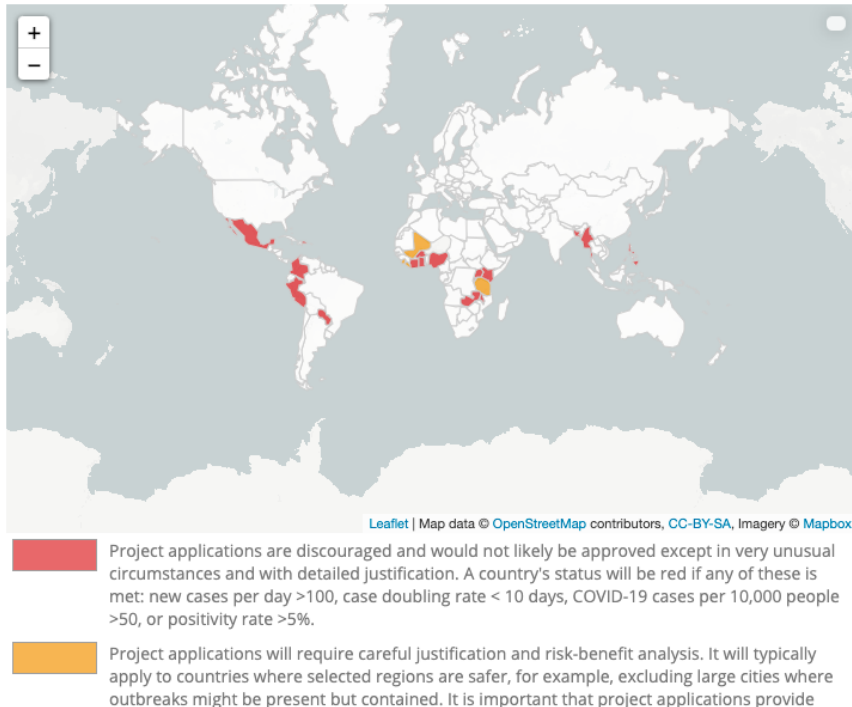 +
−
Leaflet | Map data © OpenStreetMap contributors, CC-BY-SA, Imagery © Mapbox
Project applications are discouraged and would not likely be approved except in very unusual
circumstances and with detailed justification. A country's status will be red if any of these is
met: new cases per day >100, case doubling rate < 10 days, COVID-19 cases per 10,000 people
>50, or positivity rate >5%.
Project applications will require careful justification and risk-benefit analysis. It will typically
apply to countries where selected regions are safer, for example, excluding large cities where
outbreaks might be present but contained. It is important that project applications provide